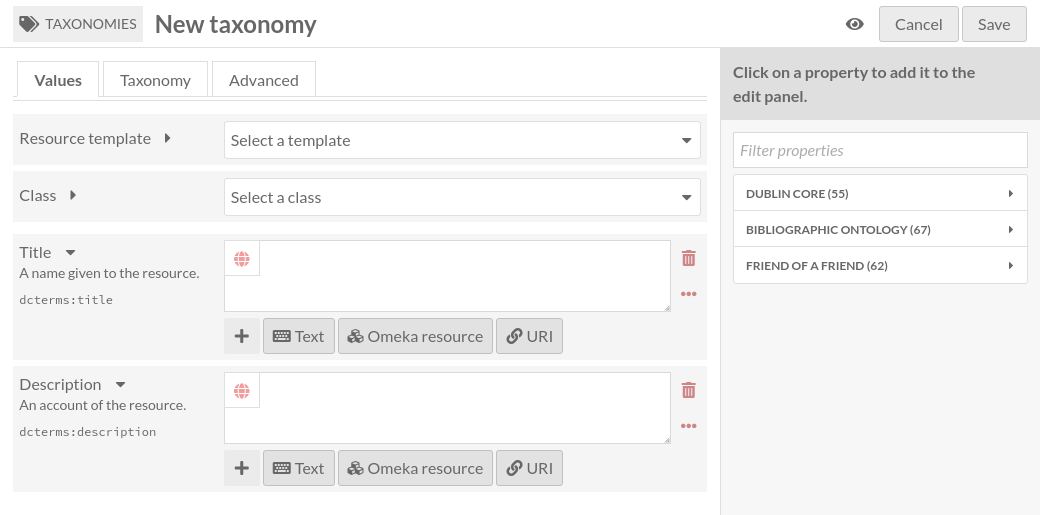 TAXONOMIES New taxonomy Cancel Save
Values Taxonomy Advanced
Resource template Select a template
Class Select a class
Title
A name given to the resource.
dcterms:title
Text Omeka resource URI
Description
An account of the resource.
dcterms:description
Text Omeka resource URI
Click on a property to add it to the
edit panel.
Filter properties
DUBLIN CORE (55)
BIBLIOGRAPHIC ONTOLOGY (67)
FRIEND OF A FRIEND (62)